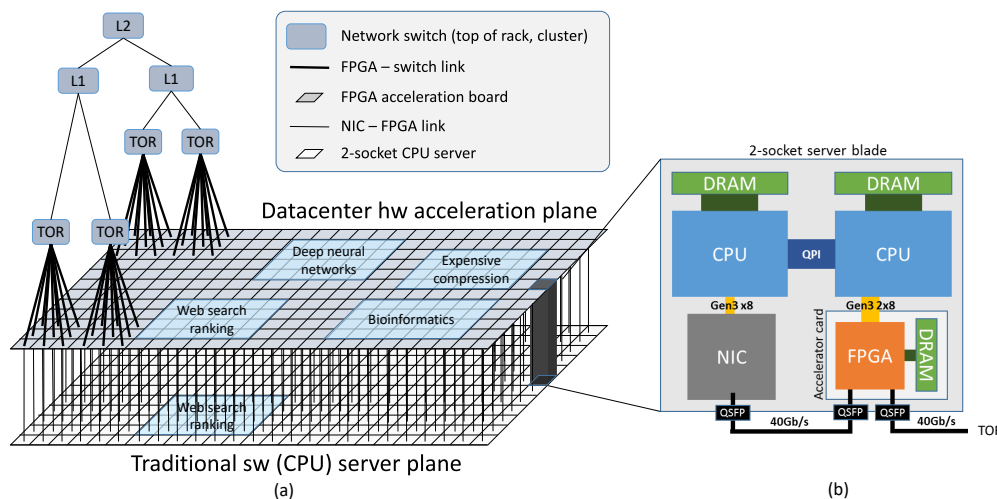 L2
L1
L1
TOR
TOR
TOR
TOR
Network switch (top of rack, cluster)
FPGA – switch link
FPGA acceleration board
NIC – FPGA link
2-socket CPU server
Datacenter hw acceleration plane
Deep neural
networks
Expensive
compression
Web search
ranking
Bioinformatics
Web search
ranking
Traditional sw (CPU) server plane
(a)
2-socket server blade
DRAM
DRAM
CPU
QPI
CPU
Gen3 x8
Gen3 2x8
NIC
Accelerator card
FPGA
DRAM
QSFP
QSFP
QSFP
40Gb/s
40Gb/s
TOR
(b)